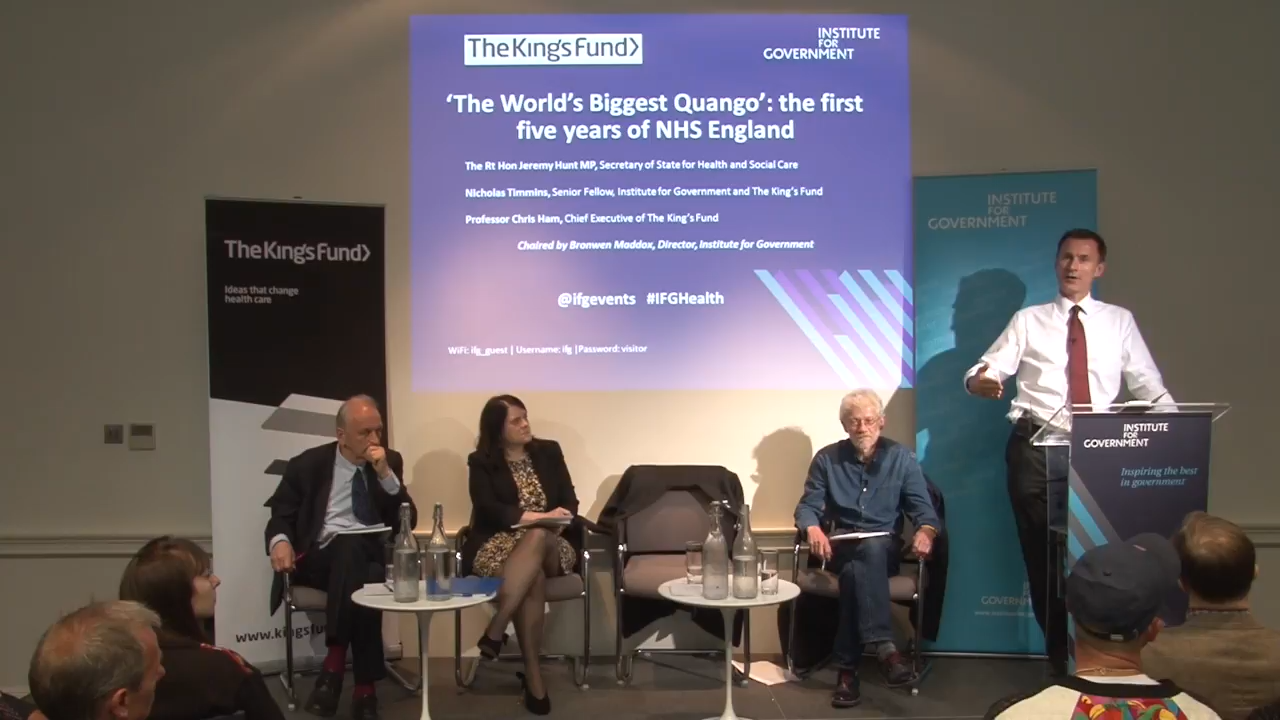 The King's Fund>
INSTITUTE
FOR
GOVERNMENT
'The World's Biggest Quango': the first
five years of NHS England
The Rt Hon Jeremy Hunt MP, Secretary of State for Health and Social Care
Nicholas Timmins, Senior Fellow, Institute for Government and The King's Fund
Professor Chris Ham, Chief Executive of The King's Fund
Chaired by Bronwen Maddox, Director, Institute for Government
@ifgevents #IFGHealth
WiFi: ifg_guest | Username: ifg |Password: visitor
The King's Fund>
Ideas that change
health care
www.kingsfun
INSTITUTE
FOR
GOVERNMENT
GOVERNM
INSTITUTE
FOR
GOVERNMENT
Inspiring the best
in government